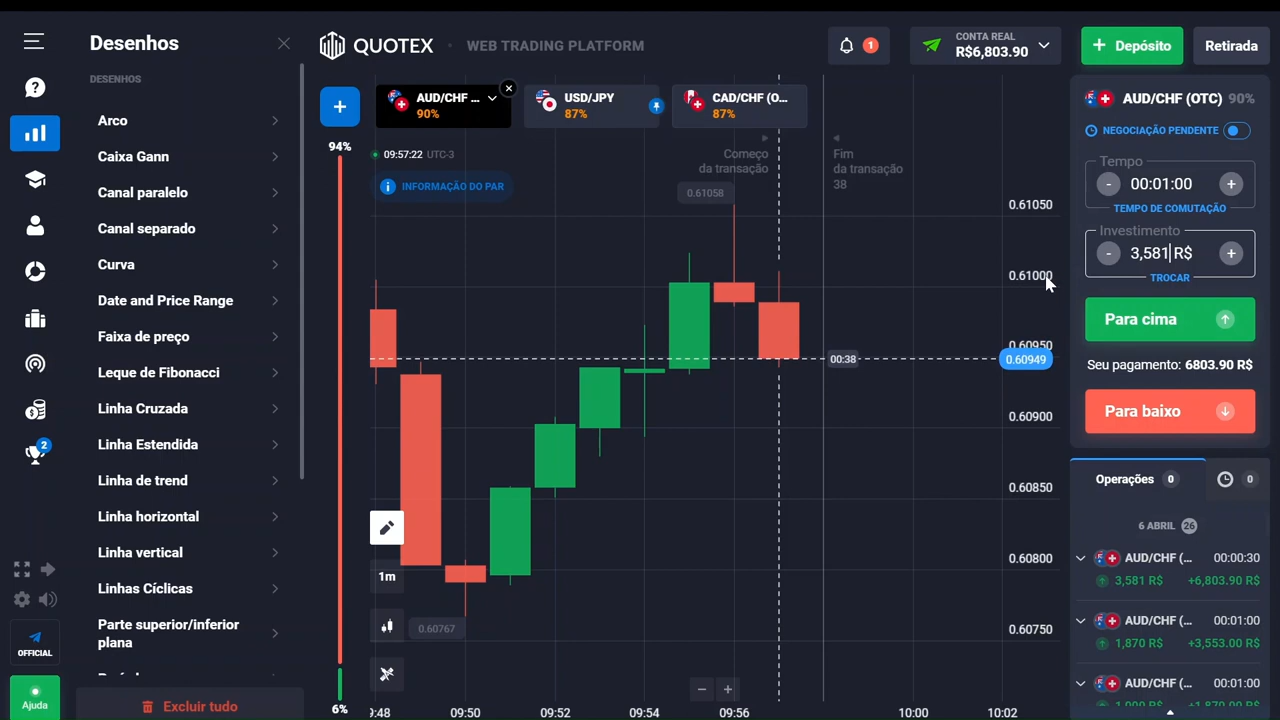 Desenhos
DESENHOS
Arco
Caixa Gann
Canal paralelo
Canal separado
Curva
Date and Price Range
Faixa de preço
Leque de Fibonacci
Linha Cruzada
Linha Estendida
Linha de trend
Linha horizontal
Linha vertical
Linhas Cíclicas
Parte superior/inferior
plana
Excluir tudo
2
OFFICIAL
Ajuda
QUOTEX
WEB TRADING PLATFORM
1
CONTA REAL
R$6,803.90
+ Depósito
Retirada
+
AUD/CHF ...
90%
USD/JPY
87%
CAD/CHF (O...
87%
94%
6%
09:57:22 UTC-3
INFORMAÇÃO DO PAR
Começo
da transação
Fim
da transação
38
0.61058
0.61050
0.61000
0.60950
0.60949
00:38
0.60900
0.60850
0.60800
0.60750
0.60767
1m
9:48
09:50
09:52
09:54
09:56
10:00
10:02
AUD/CHF (OTC) 90%
NEGOCIAÇÃO PENDENTE
Tempo
- 00:01:00 +
TEMPO DE COMUTAÇÃO
Investimento
- 3,581 R$ +
TROCAR
Para cima
Seu pagamento: 6803.90 R$
Para baixo
Operações 0
0
6 ABRIL 26
AUD/CHF (... 00:00:30
3,581 R$ +6,803.90 R$
AUD/CHF (... 00:01:00
1,870 R$ +3,553.00 R$
AUD/CHF (... 00:01:00